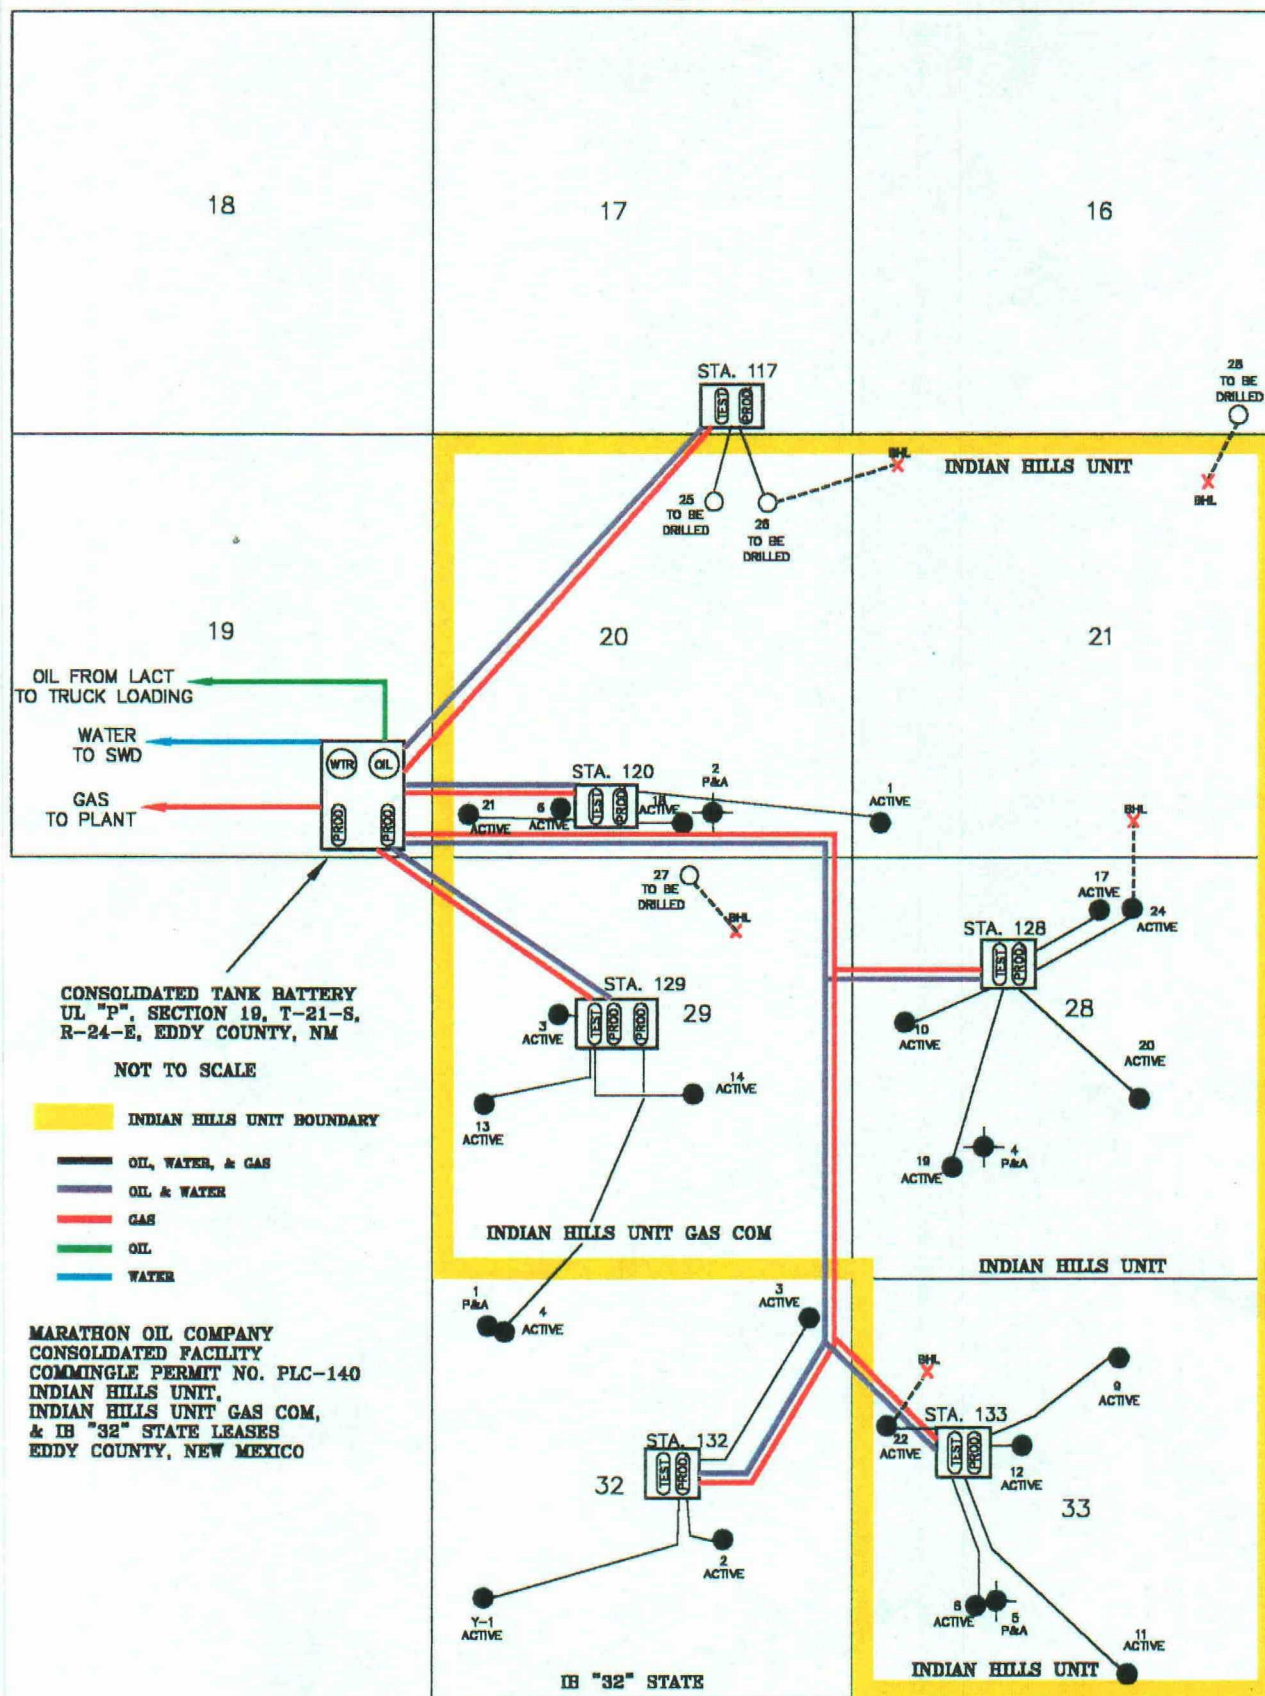 18
17
16
STA. 117
TEST
PROD
28
TO BE
DRILLED
BHL
INDIAN HILLS UNIT
BHL
25
TO BE
DRILLED
26
TO BE
DRILLED
19
20
21
OIL FROM LACT
TO TRUCK LOADING
WATER
TO SWD
GAS
TO PLANT
WTR
OIL
PROD
PROD
STA. 120
TEST
PROD
21
ACTIVE
6
ACTIVE
ACTIVE
2
P&A
1
ACTIVE
BHL
27
TO BE
DRILLED
BHL
17
ACTIVE
24
ACTIVE
STA. 128
TEST
PROD
28
10
ACTIVE
20
ACTIVE
19
ACTIVE
4
P&A
STA. 129
TEST
PROD
PROD
29
3
ACTIVE
13
ACTIVE
14
ACTIVE
CONSOLIDATED TANK BATTERY
UL "P", SECTION 19, T-21-S,
R-24-E, EDDY COUNTY, NM
NOT TO SCALE
INDIAN HILLS UNIT BOUNDARY
OIL, WATER, & GAS
OIL & WATER
GAS
OIL
WATER
INDIAN HILLS UNIT GAS COM
INDIAN HILLS UNIT
MARATHON OIL COMPANY
CONSOLIDATED FACILITY
COMMINGLE PERMIT NO. PLC-140
INDIAN HILLS UNIT,
INDIAN HILLS UNIT GAS COM,
& IH "32" STATE LEASES
EDDY COUNTY, NEW MEXICO
1
P&A
4
ACTIVE
3
ACTIVE
STA. 132
TEST
PROD
32
2
ACTIVE
Y-1
ACTIVE
IH "32" STATE
BHL
22
ACTIVE
STA. 133
TEST
PROD
9
ACTIVE
12
ACTIVE
33
ACTIVE
5
P&A
11
ACTIVE
INDIAN HILLS UNIT